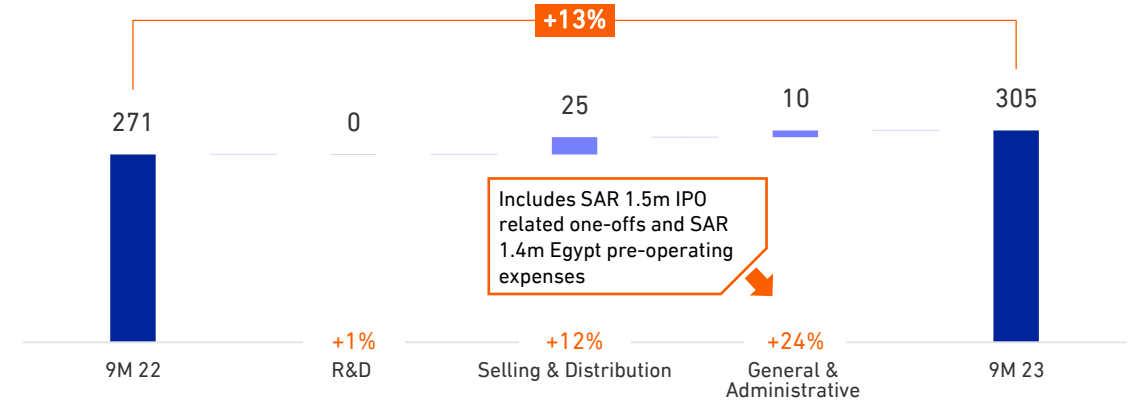 +13%
271
0
25
10
305
Includes SAR 1.5m IPO
related one-offs and SAR
1.4m Egypt pre-operating
expenses
+1%
+12%
+24%
9M 22
R&D
Selling & Distribution
General &
Administrative
9M 23